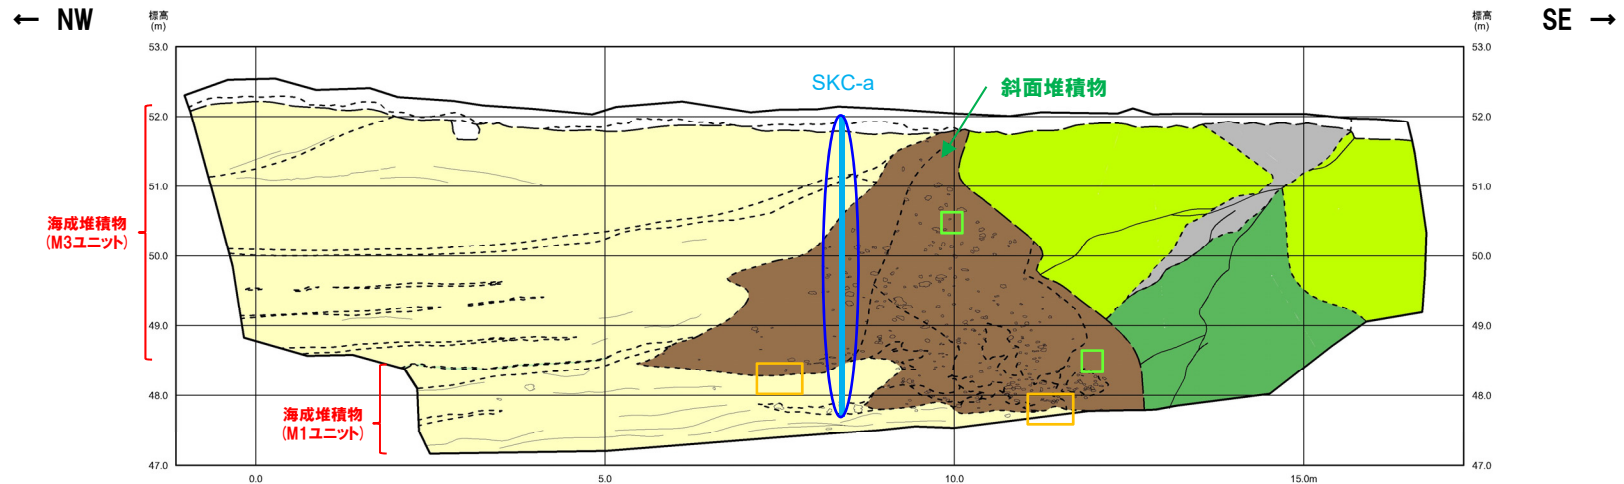 ← NW
標高
(m)
標高
(m)
SE →
53.0
53.0
SKC-a
斜面堆積物
52.0
52.0
51.0
51.0
海成堆積物
(M3ユニット)
50.0
50.0
49.0
49.0
海成堆積物
(M1ユニット)
48.0
48.0
47.0
47.0
0.0
5.0
10.0
15.0m